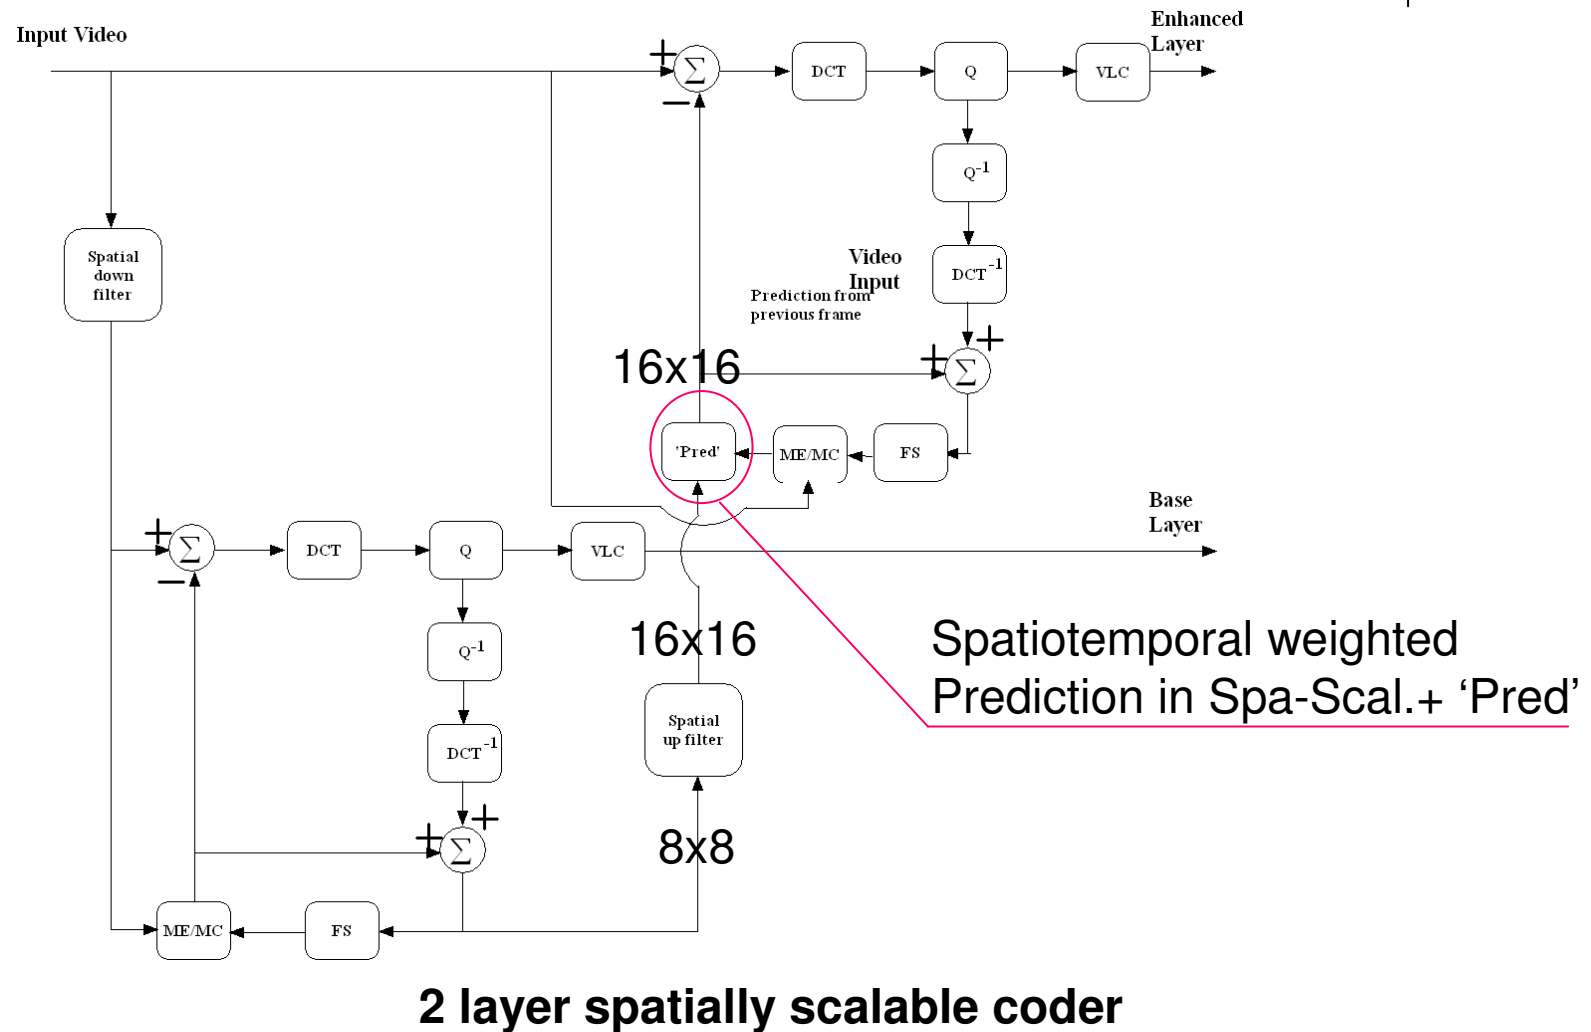 Input Video
Enhanced
Layer
+
Σ
−
DCT
Q
VLC
Q-1
Spatial
down
filter
Video
Input
DCT-1
Prediction from
previous frame
16x16
+
+
Σ
'Pred'
ME/MC
FS
Base
Layer
+
Σ
−
DCT
Q
VLC
16x16
Q-1
Spatiotemporal weighted
Prediction in Spa-Scal.+ ‘Pred’
Spatial
up filter
DCT-1
+
+
Σ
8x8
ME/MC
FS
2 layer spatially scalable coder